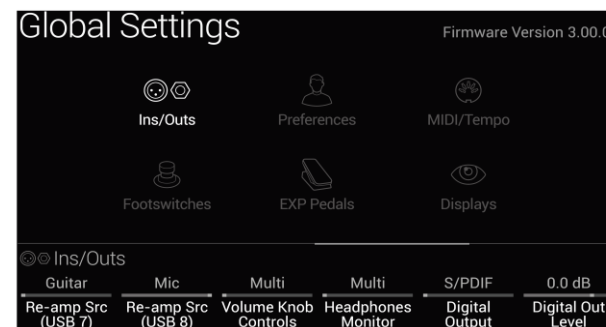 Global Settings
Firmware Version 3.00.0
Ins/Outs
Preferences
MIDI/Tempo
Footswitches
EXP Pedals
Displays
Ins/Outs
Guitar Mic Multi Multi S/PDIF 0.0 dB
Re-amp Src Re-amp Src Volume Knob Headphones Digital Digital Out
(USB 7) (USB 8) Controls Monitor Output Level